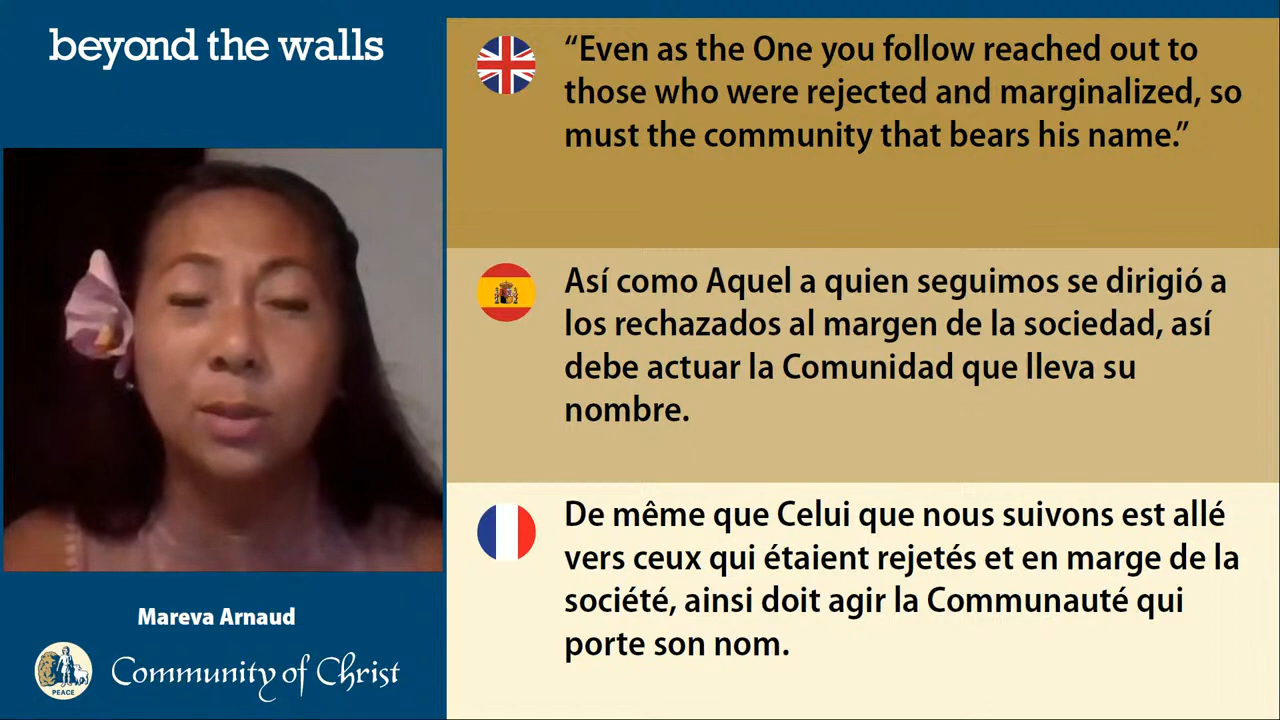 beyond the walls
“Even as the One you follow reached out to
those who were rejected and marginalized, so
must the community that bears his name.”
Así como Aquel a quien seguimos se dirigió a
los rechazados al margen de la sociedad, así
debe actuar la Comunidad que lleva su
nombre.
De même que Celui que nous suivons est allé
vers ceux qui étaient rejetés et en marge de la
société, ainsi doit agir la Communauté qui
porte son nom.
Mareva Arnaud
PEACE
Community of Christ